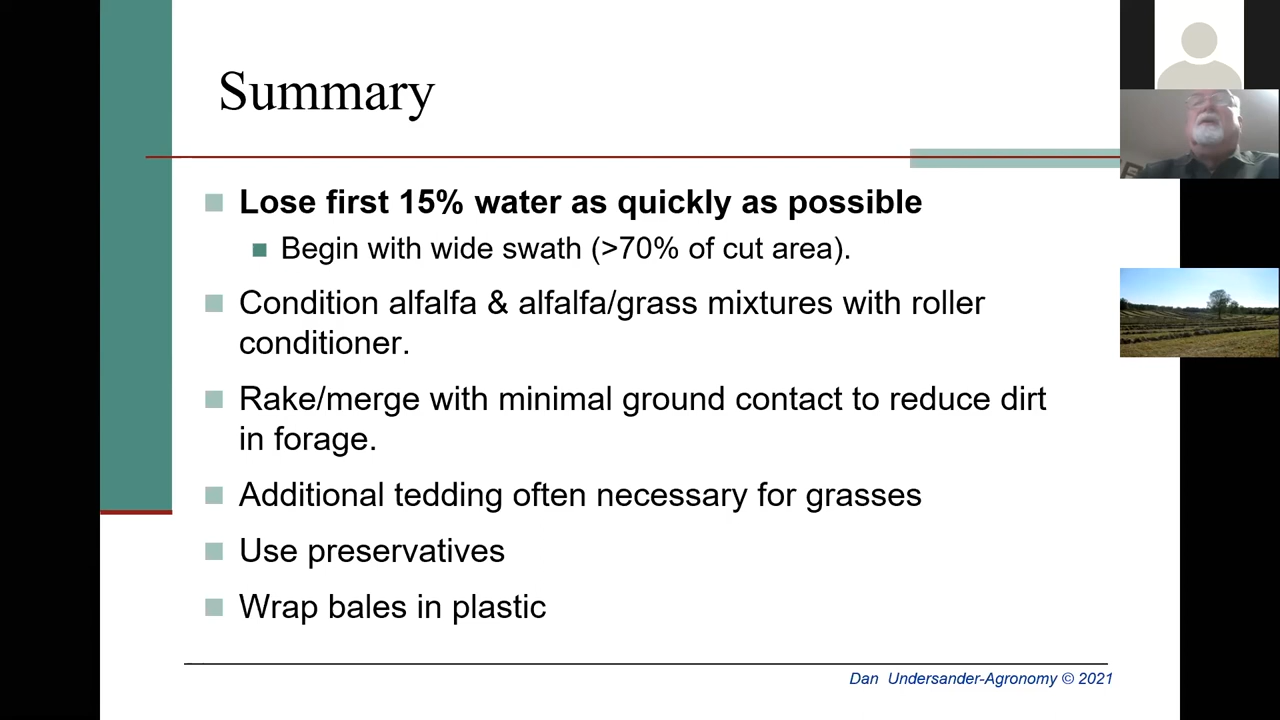 Summary
Lose first 15% water as quickly as possible
Begin with wide swath (>70% of cut area).
Condition alfalfa & alfalfa/grass mixtures with roller
conditioner.
Rake/merge with minimal ground contact to reduce dirt
in forage.
Additional tedding often necessary for grasses
Use preservatives
Wrap bales in plastic
Dan Undersander-Agronomy © 2021